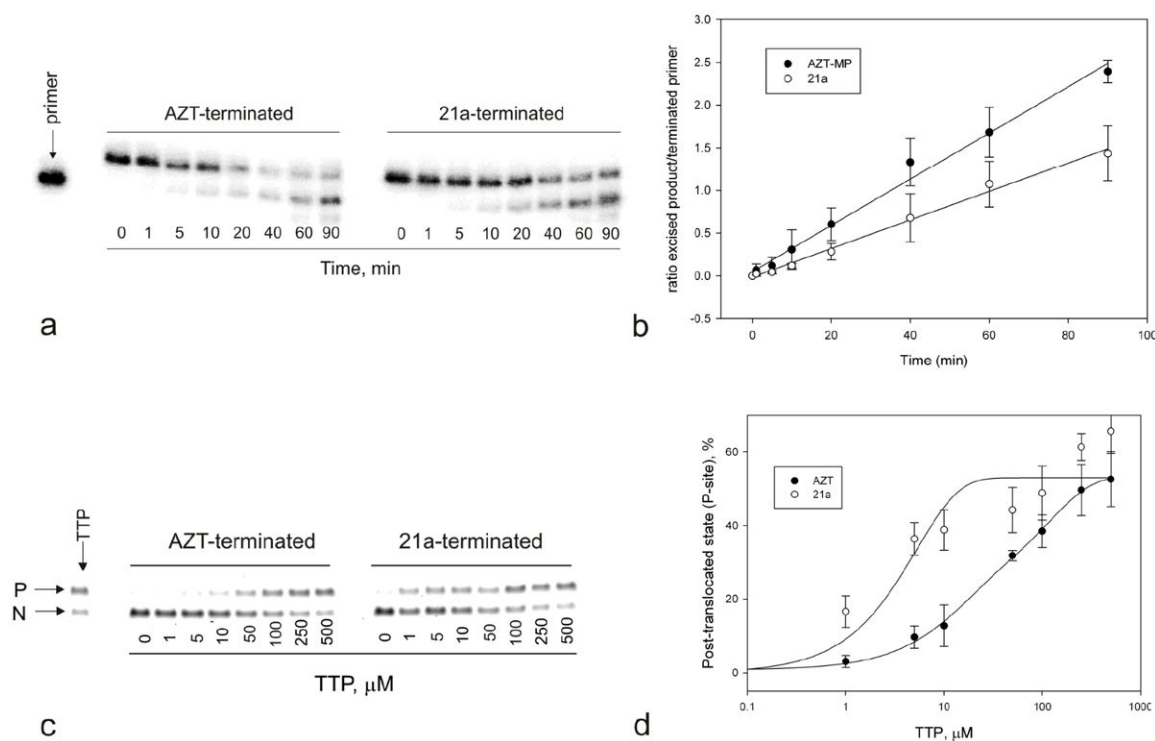 primer
AZT-terminated
21a-terminated
0 1 5 10 20 40 60 90 0 1 5 10 20 40 60 90
Time, min
a
ratio excised product/terminated primer
3.0
2.5
2.0
1.5
1.0
0.5
0.0
-0.5
AZT-MP
21a
0 20 40 60 80 100
Time (min)
b
TTP
P
N
AZT-terminated
21a-terminated
0 1 5 10 50 100 250 500 0 1 5 10 50 100 250 500
TTP, μM
c
Post-translocated state (P-site), %
60
40
20
0
AZT
21a
0.1 1 10 100 1000
TTP, μM
d